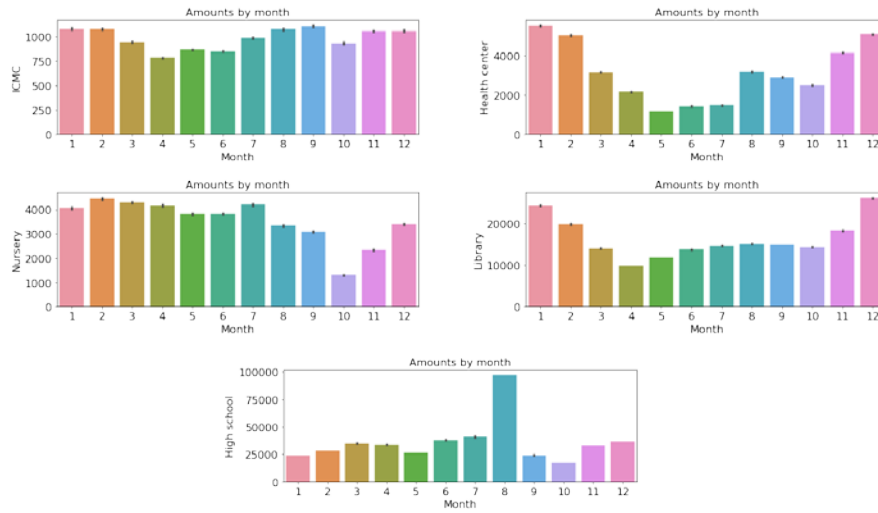 Amounts by month
1000
750
500
250
0
ICMC
1 2 3 4 5 6 7 8 9 10 11 12
Month
Amounts by month
4000
2000
0
Health center
1 2 3 4 5 6 7 8 9 10 11 12
Month
Amounts by month
4000
3000
2000
1000
0
Nursery
1 2 3 4 5 6 7 8 9 10 11 12
Month
Amounts by month
20000
10000
0
Library
1 2 3 4 5 6 7 8 9 10 11 12
Month
Amounts by month
100000
75000
50000
25000
0
High school
1 2 3 4 5 6 7 8 9 10 11 12
Month